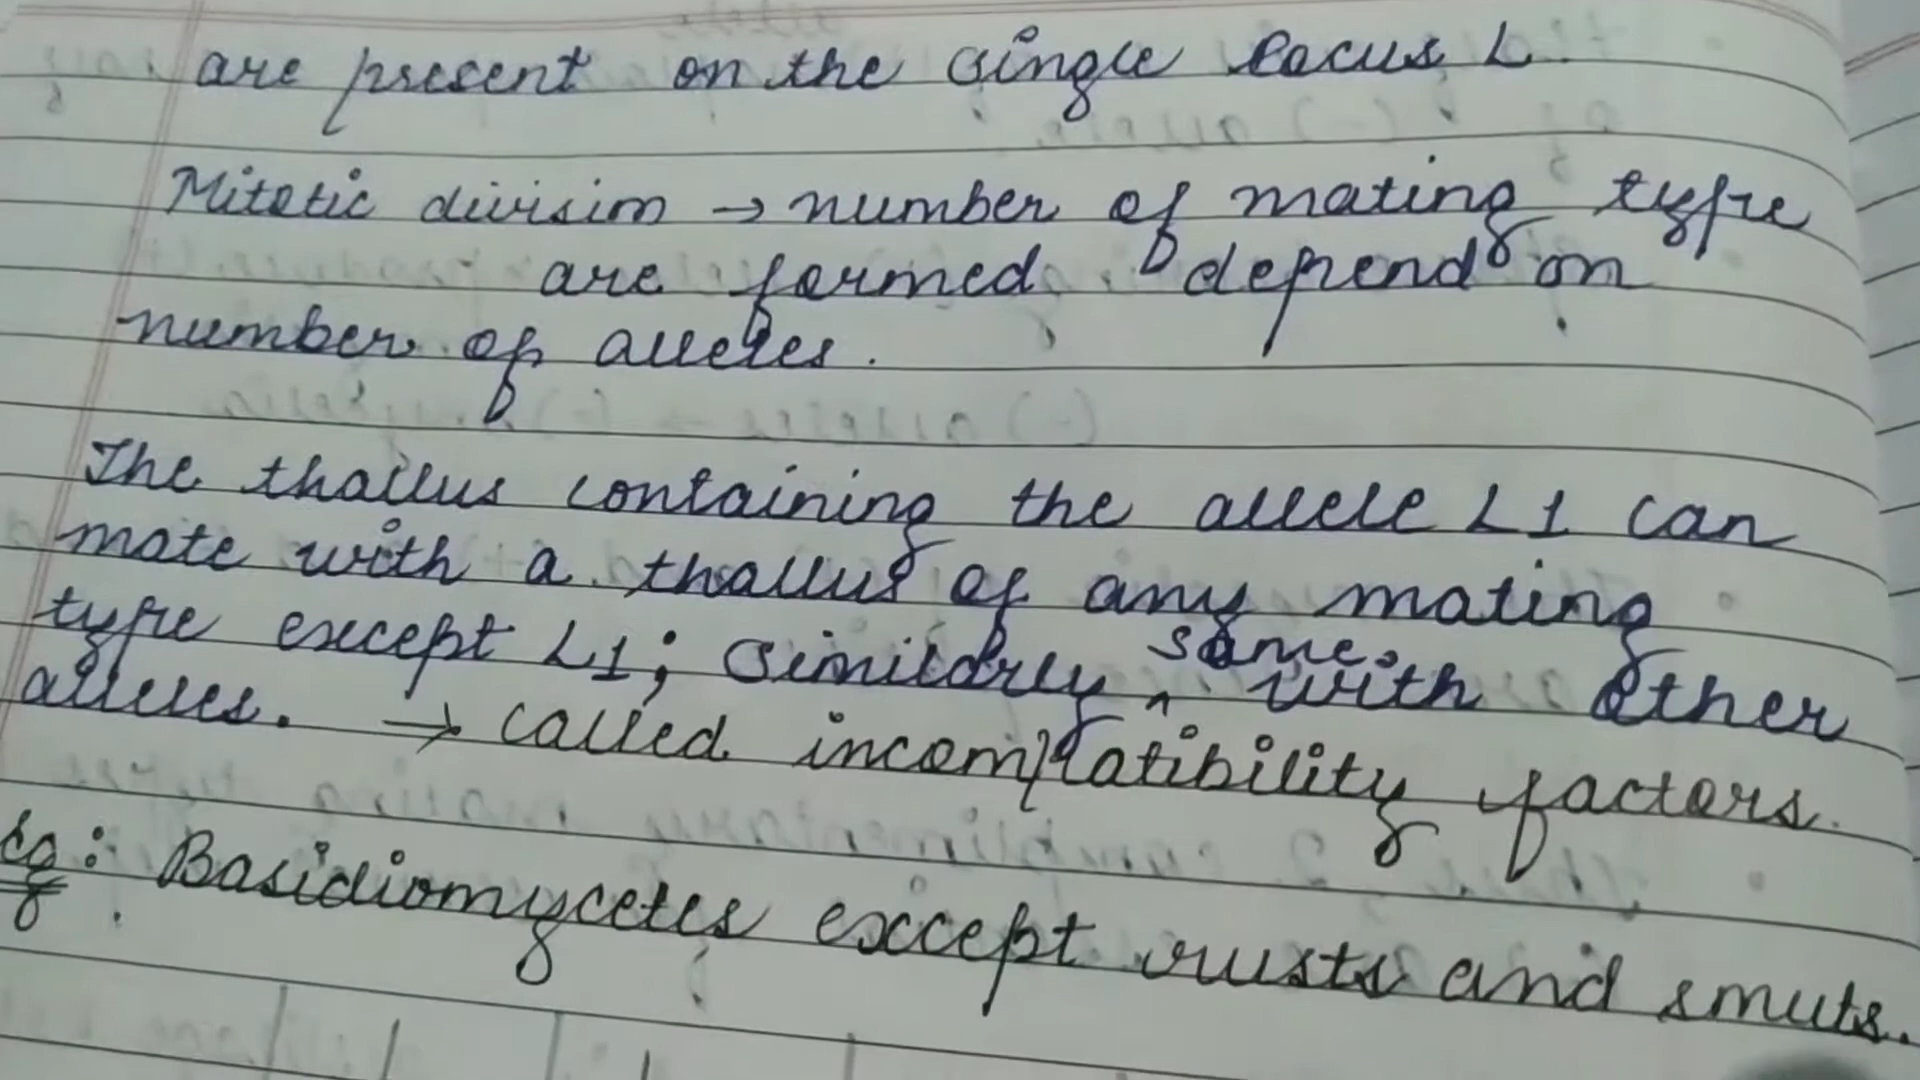 are present on the single locus L.
Mitotic division → number of mating type
are formed depend on
number of alleles.
The thallus containing the allele L1 can
mate with a thallus of any mating
type except L1; similarly ^ same with other
alleles. → called incompatibility factors.
Eg: Basidiomycetes except rusts and smuts.